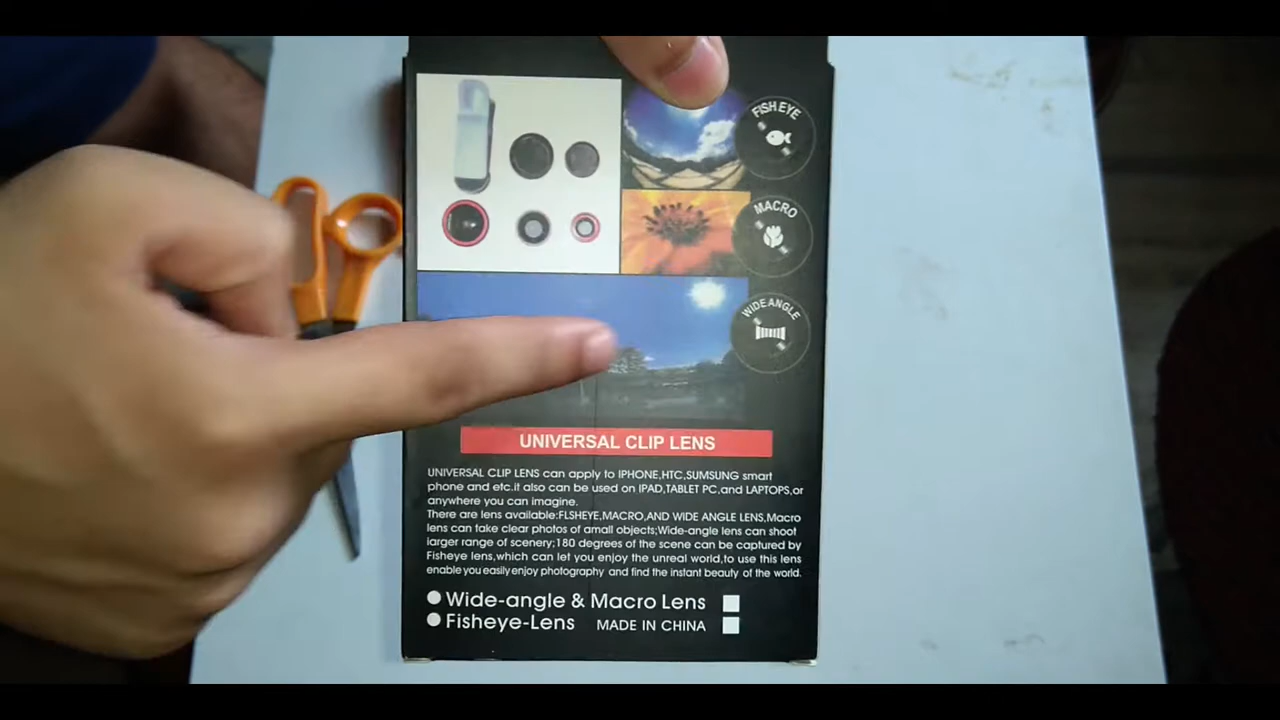 FISH EYE
MACRO
WIDE ANGLE
UNIVERSAL CLIP LENS
UNIVERSAL CLIP LENS can apply to IPHONE,HTC,SUMSUNG smart
phone and etc.it also can be used on IPAD,TABLET PC,and LAPTOPS,or
anywhere you can imagine.
There are lens available:FLSHEYE,MACRO,AND WIDE ANGLE LENS,Macro
lens can take clear photos of amall objects;Wide-angle lens can shoot
larger range of scenery;180 degrees of the scene can be captured by
Fisheye lens,which can let you enjoy the unreal world,to use this lens
enable you easily enjoy photography and find the instant beauty of the world.
Wide-angle & Macro Lens
Fisheye-Lens MADE IN CHINA